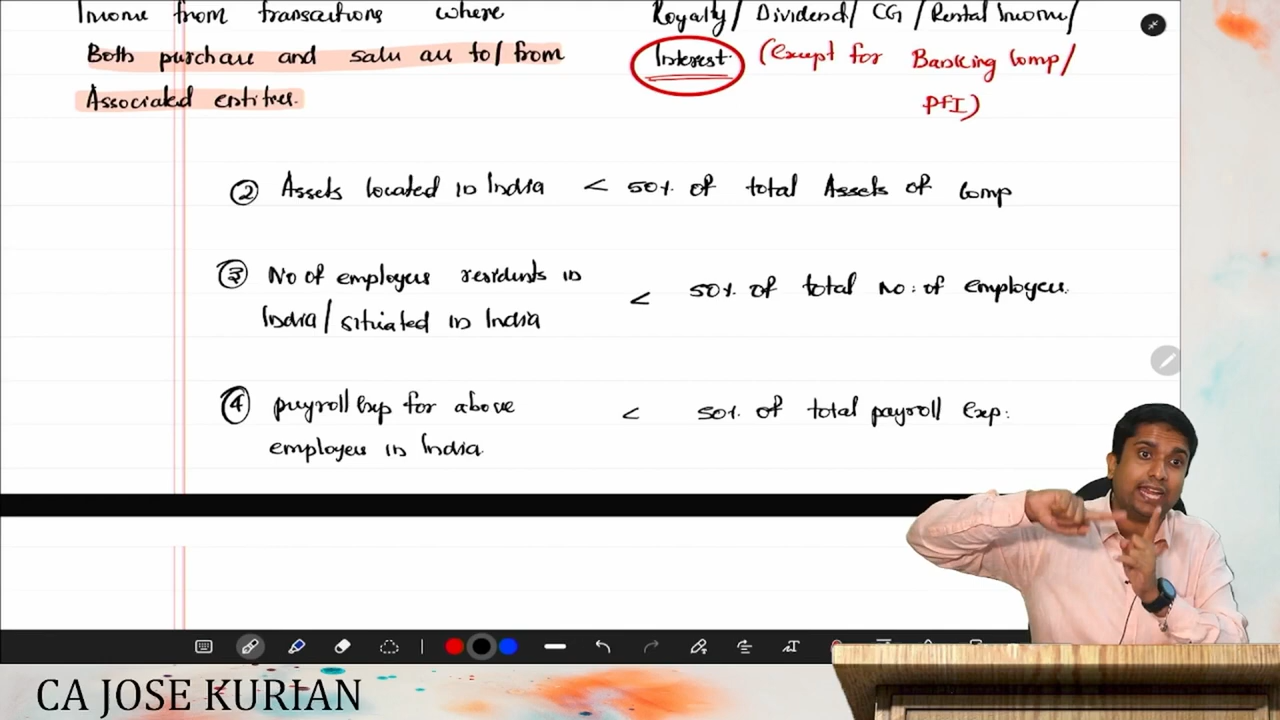 Income from transactions where
Both purchase and sales are to/from
Associated entities.
Royalty/ Dividend/ CG /Rental Income/
Interest. (Except for Banking Comp/
PFI)
② Assets located in India < 50% of total Assets of Comp
③ No of employees residents in
India/ situated in India
< 50% of total no: of employees.
④ payroll Exp for above
employees in India.
< 50% of total payroll Exp:
CA JOSE KURIAN